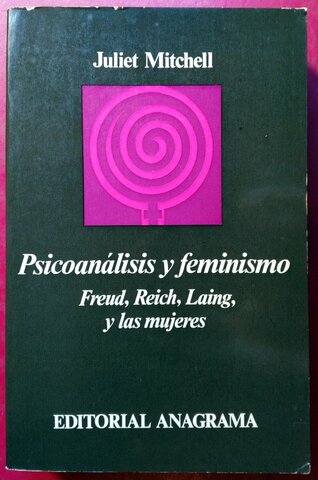 Juliet Mitchell
Psicoanálisis y feminismo
Freud, Reich, Laing,
y las mujeres
EDITORIAL ANAGRAMA